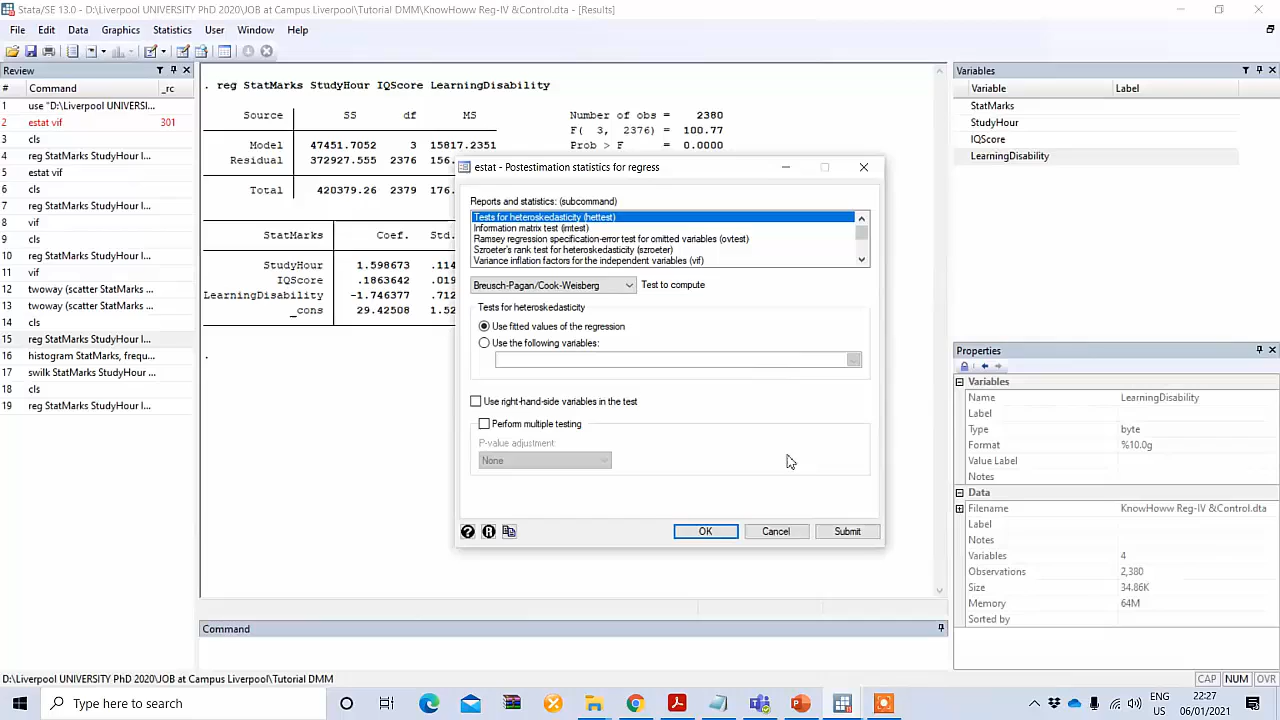 Stata/SE 13.0 - D:\Liverpool UNIVERSITY PhD 2020\JOB at Campus Liverpool\Tutorial DMM\KnowHoww Reg-IV &Control.dta - [Results]
File Edit Data Graphics Statistics User Window Help
Review
# Command _rc
1 use "D:\Liverpool UNIVERSI...
2 estat vif 301
3 cls
4 reg StatMarks StudyHour I...
5 estat vif
6 cls
7 reg StatMarks StudyHour I...
8 vif
9 cls
10 reg StatMarks StudyHour I...
11 vif
12 twoway (scatter StatMarks ...
13 twoway (scatter StatMarks ...
14 cls
15 reg StatMarks StudyHour I...
16 histogram StatMarks, frequ...
17 swilk StatMarks StudyHour ...
18 cls
19 reg StatMarks StudyHour I...
. reg StatMarks StudyHour IQScore LearningDisability
Source SS df MS Number of obs = 2380
F( 3, 2376) = 100.77
Model 47451.7052 3 15817.2351 Prob > F = 0.0000
Residual 372927.555 2376 156.
Total 420379.26 2379 176.
StatMarks Coef. Std.
StudyHour 1.598673 .114
IQScore .1863642 .019
LearningDisability -1.746377 .712
_cons 29.42508 1.52
.
estat - Postestimation statistics for regress
Reports and statistics: (subcommand)
Tests for heteroskedasticity (hettest)
Information matrix test (imtest)
Ramsey regression specification-error test for omitted variables (ovtest)
Szroeter's rank test for heteroskedasticity (szroeter)
Variance inflation factors for the independent variables (vif)
Breusch-Pagan/Cook-Weisberg Test to compute
Tests for heteroskedasticity
Use fitted values of the regression
Use the following variables:
...
Use right-hand-side variables in the test
Perform multiple testing
P-value adjustment:
None
? R
OK Cancel Submit
Command
Variables
Variable Label
StatMarks
StudyHour
IQScore
LearningDisability
Properties
Variables
Name LearningDisability
Label
Type byte
Format %10.0g
Value Label
Notes
Data
Filename KnowHoww Reg-IV &Control.dta
Label
Notes
Variables 4
Observations 2,380
Size 34.86K
Memory 64M
Sorted by
D:\Liverpool UNIVERSITY PhD 2020\JOB at Campus Liverpool\Tutorial DMM
CAP NUM OVR
Type here to search
ENG
US
22:27
06/01/2021